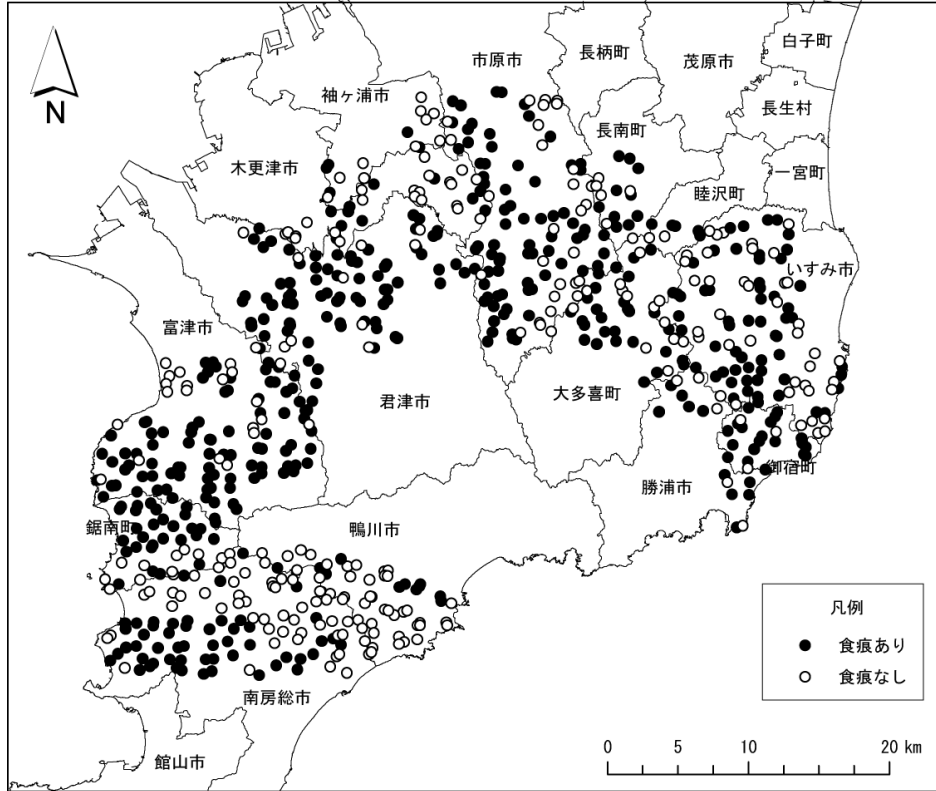 白子町
市原市
長柄町
茂原市
袖ヶ浦市
長生村
長南町
木更津市
一宮町
睦沢町
N
いすみ市
富津市
君津市
大多喜町
御宿町
勝浦市
鋸南町
鴨川市
凡例
食痕あり
食痕なし
南房総市
館山市
0 5 10 20 km